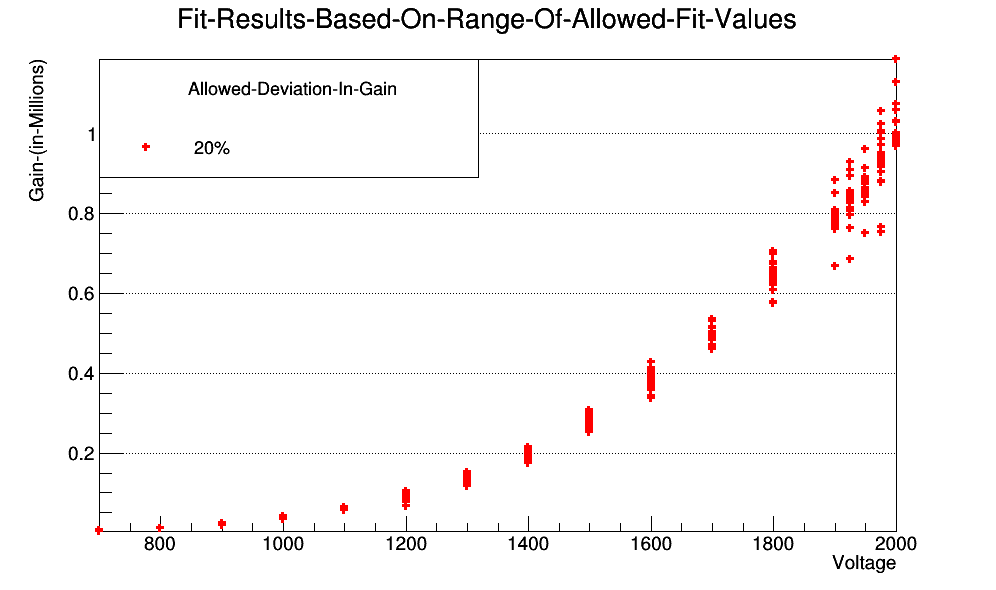 Fit-Results-Based-On-Range-Of-Allowed-Fit-Values
Gain-(in-Millions)
Allowed-Deviation-In-Gain
20%
1
0.8
0.6
0.4
0.2
800 1000 1200 1400 1600 1800 2000
Voltage